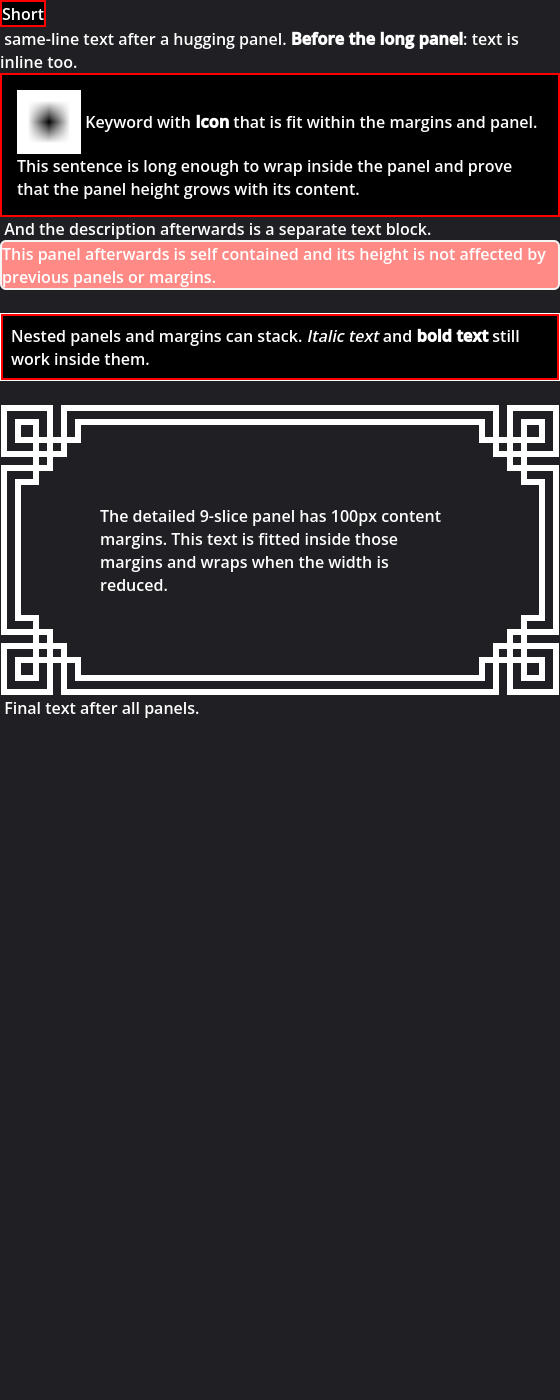 Short
same-line text after a hugging panel. Before the long panel: text is
inline too.
Keyword with Icon that is fit within the margins and panel.
This sentence is long enough to wrap inside the panel and prove
that the panel height grows with its content.
And the description afterwards is a separate text block.
This panel afterwards is self contained and its height is not affected by
previous panels or margins.
Nested panels and margins can stack. Italic text and bold text still
work inside them.
The detailed 9-slice panel has 100px content
margins. This text is fitted inside those
margins and wraps when the width is
reduced.
Final text after all panels.